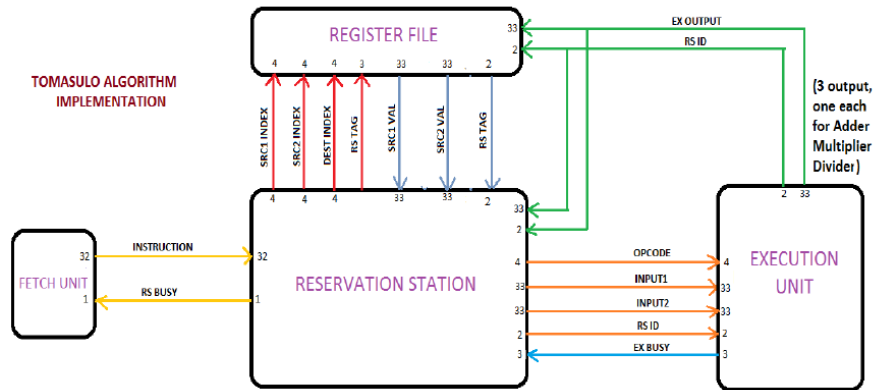 REGISTER FILE
33
2
EX OUTPUT
RS ID
4
4
4
3
33
33
2
TOMASULO ALGORITHM
IMPLEMENTATION
(3 output,
one each
for Adder
Multiplier
Divider)
SRC1 INDEX
SRC2 INDEX
DEST INDEX
RS TAG
SRC1 VAL
SRC2 VAL
RS TAG
4
4
4
33
33
2
33
2
2
33
FETCH UNIT
32
1
INSTRUCTION
RS BUSY
32
1
RESERVATION STATION
4
33
33
2
3
OPCODE
INPUT1
INPUT2
RS ID
EX BUSY
4
33
33
2
3
EXECUTION
UNIT